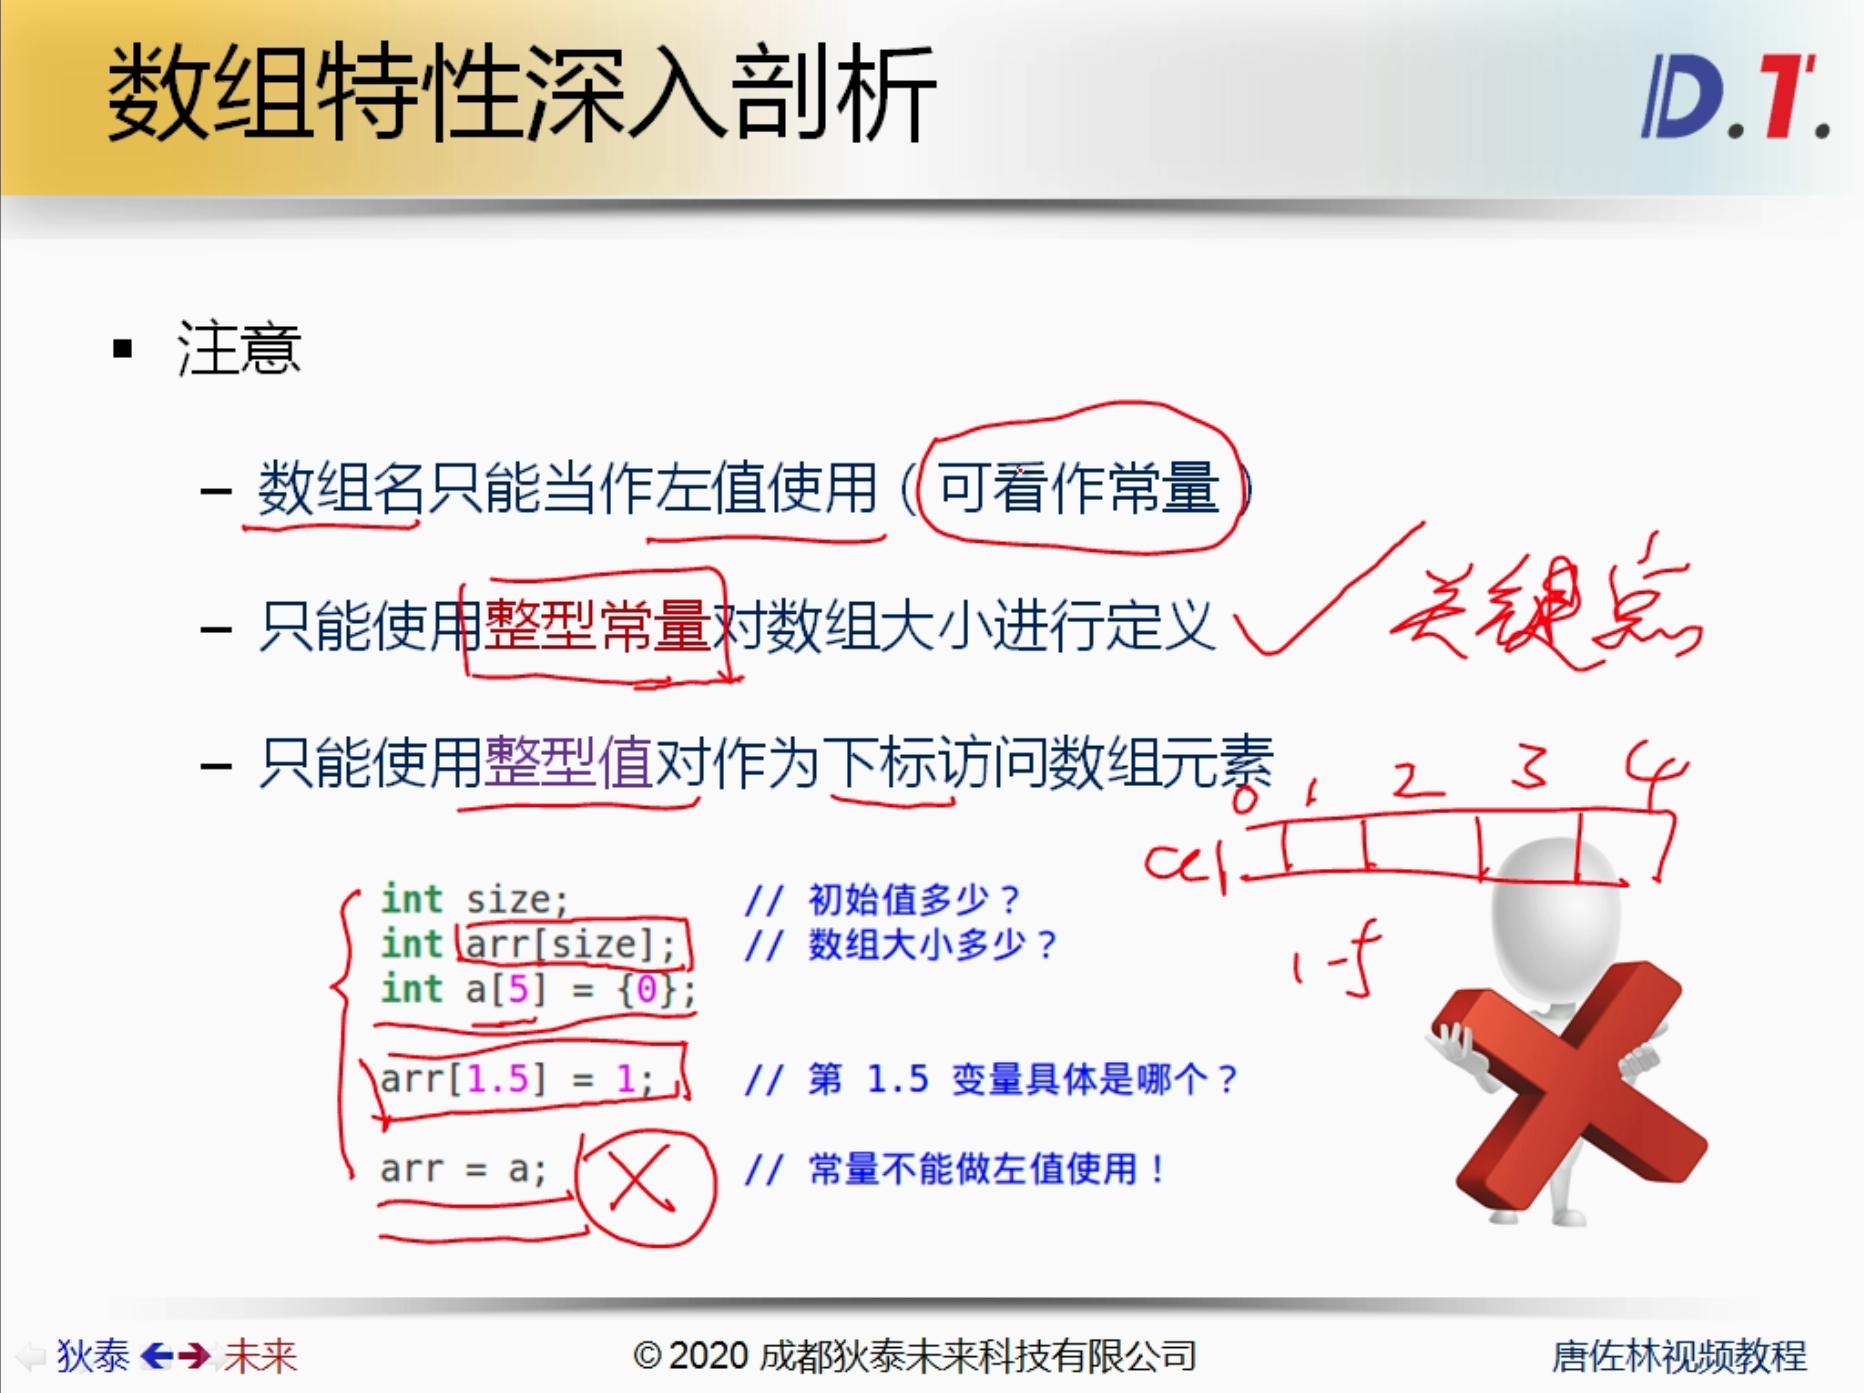 数组特性深入剖析
D.T.
注意
– 数组名只能当作左值使用（可看作常量）
– 只能使用整型常量对数组大小进行定义
关键点
– 只能使用整型值对作为下标访问数组元素
0 1 2 3 4
a
1-5
int size; // 初始值多少？
int arr[size]; // 数组大小多少？
int a[5] = {0};
arr[1.5] = 1; // 第 1.5 变量具体是哪个？
arr = a; // 常量不能做左值使用！
狄泰 未来
© 2020 成都狄泰未来科技有限公司
唐佐林视频教程